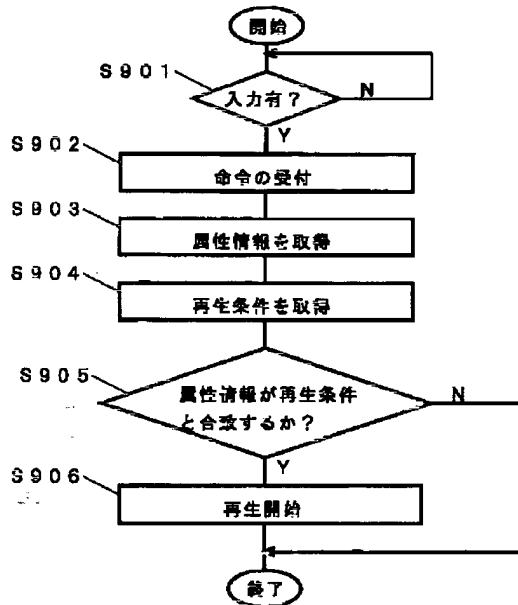 開始
S901
入力有?
N
Y
S902
命令の受付
S903
属性情報を取得
S904
再生条件を取得
S905
属性情報が再生条件
と合致するか?
N
Y
S906
再生開始
終了